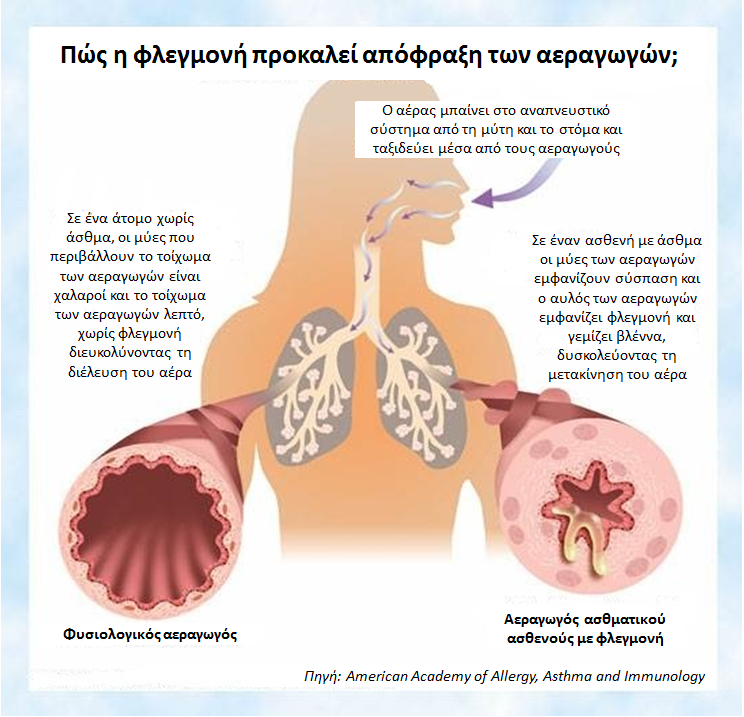 Πώς η φλεγμονή προκαλεί απόφραξη των αεραγωγών;
Ο αέρας μπαίνει στο αναπνευστικό
σύστημα από τη μύτη και το στόμα και
ταξιδεύει μέσα από τους αεραγωγούς
Σε ένα άτομο χωρίς
άσθμα, οι μύες που
περιβάλλουν το τοίχωμα
των αεραγωγών είναι
χαλαροί και το τοίχωμα
των αεραγωγών λεπτό,
χωρίς φλεγμονή
διευκολύνοντας τη
διέλευση του αέρα
Σε έναν ασθενή με άσθμα
οι μύες των αεραγωγών
εμφανίζουν σύσπαση και
ο αυλός των αεραγωγών
εμφανίζει φλεγμονή και
γεμίζει βλέννα,
δυσκολεύοντας τη
μετακίνηση του αέρα
Φυσιολογικός αεραγωγός
Αεραγωγός ασθματικού
ασθενούς με φλεγμονή
Πηγή: American Academy of Allergy, Asthma and Immunology